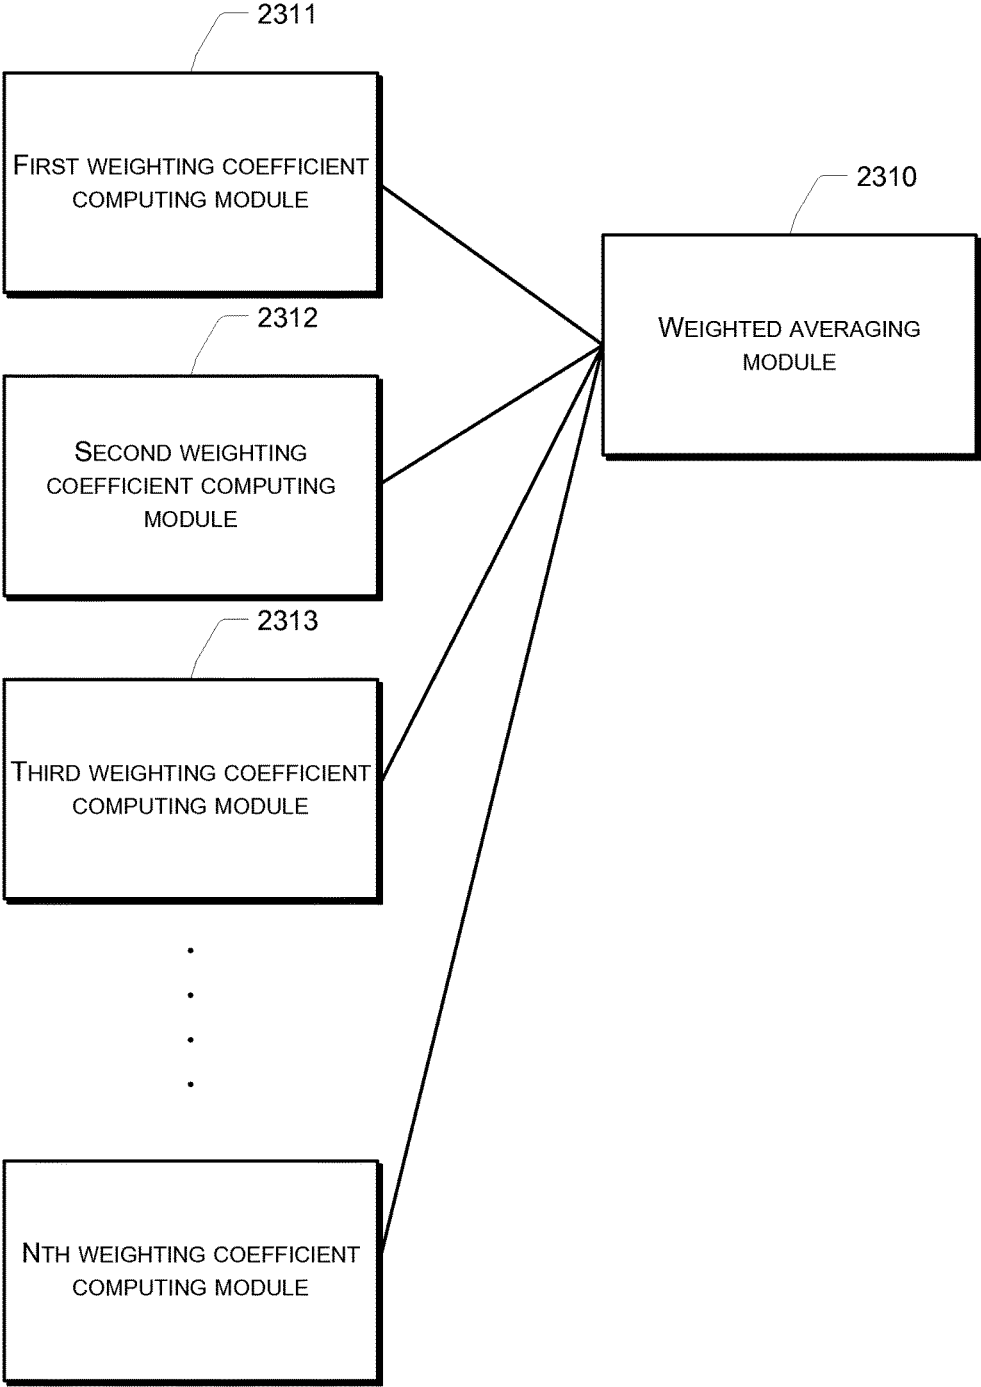 2311
FIRST WEIGHTING COEFFICIENT
COMPUTING MODULE
2310
WEIGHTED AVERAGING
MODULE
2312
SECOND WEIGHTING
COEFFICIENT COMPUTING
MODULE
2313
THIRD WEIGHTING COEFFICIENT
COMPUTING MODULE
NTH WEIGHTING COEFFICIENT
COMPUTING MODULE